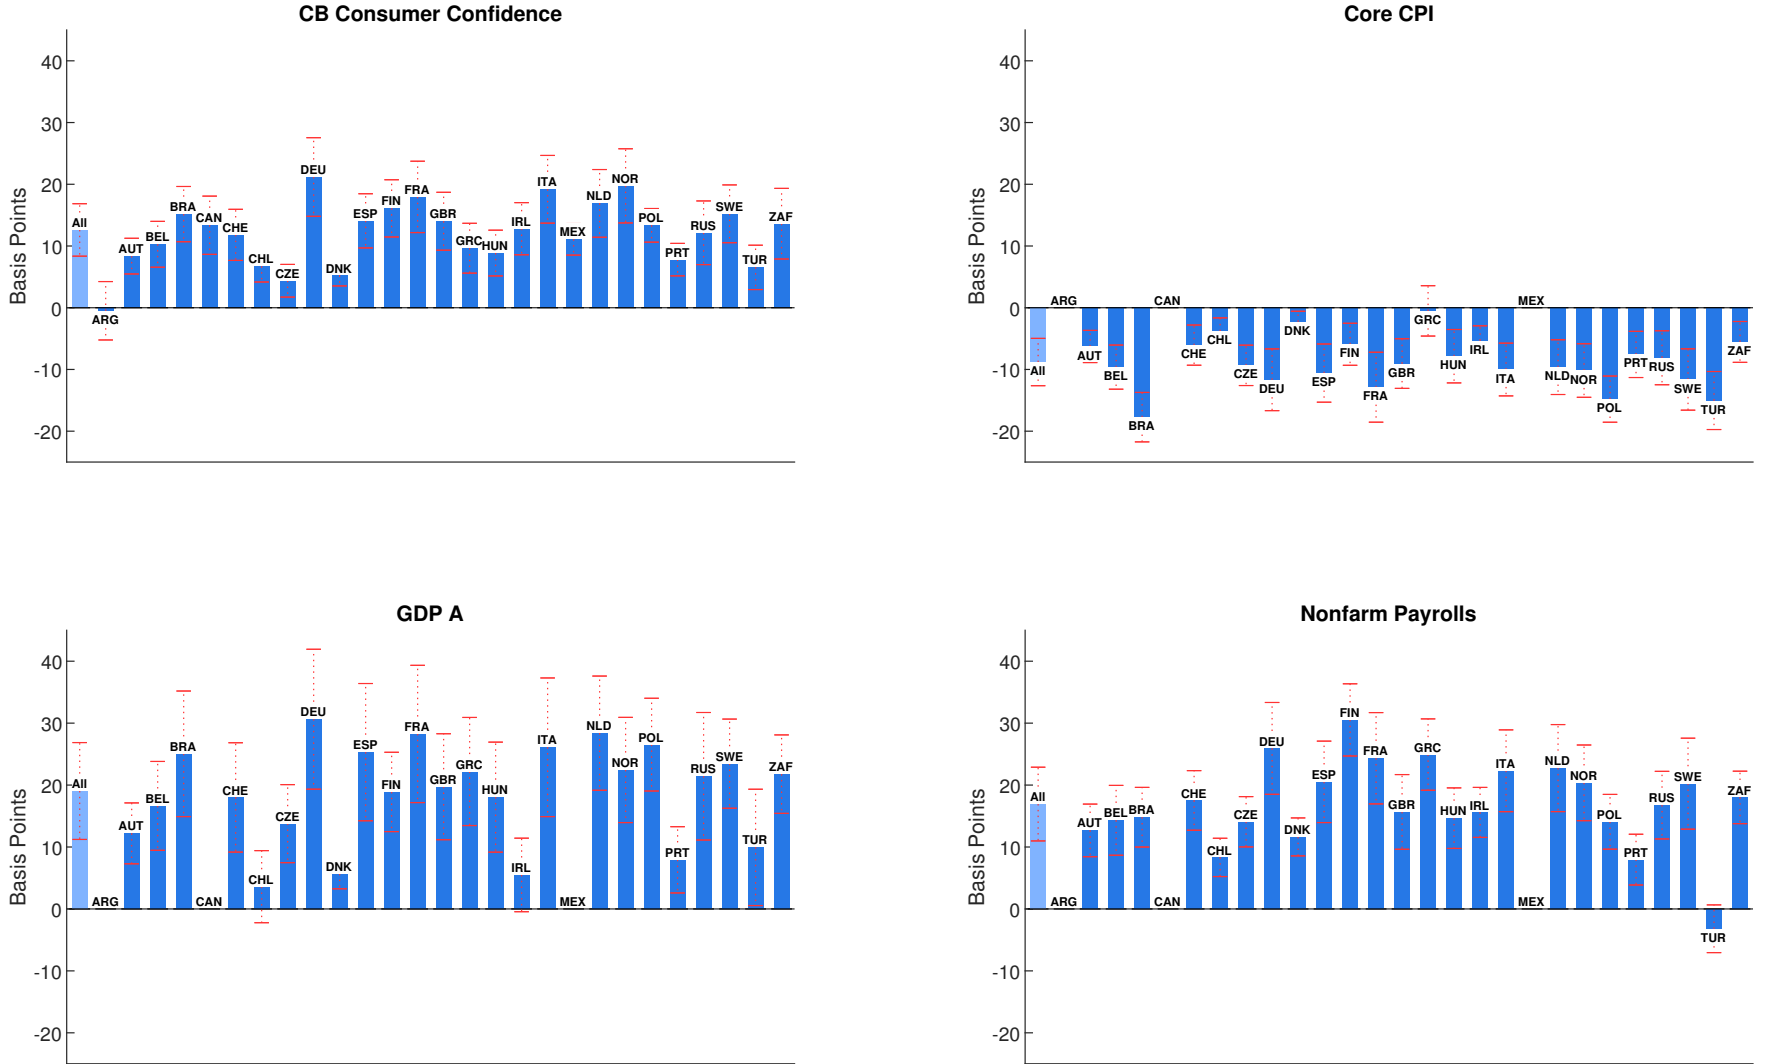 CB Consumer Confidence
Basis Points
40
30
20
10
0
-10
-20
All
ARG
AUT
BEL
BRA
CAN
CHE
CHL
CZE
DEU
DNK
ESP
FIN
FRA
GBR
GRC
HUN
IRL
ITA
MEX
NLD
NOR
POL
PRT
RUS
SWE
TUR
ZAF
Core CPI
Basis Points
40
30
20
10
0
-10
-20
All
ARG
AUT
BEL
BRA
CAN
CHE
CHL
CZE
DEU
DNK
ESP
FIN
FRA
GBR
GRC
HUN
IRL
ITA
MEX
NLD
NOR
POL
PRT
RUS
SWE
TUR
ZAF
GDP A
Basis Points
40
30
20
10
0
-10
-20
All
ARG
AUT
BEL
BRA
CAN
CHE
CHL
CZE
DEU
DNK
ESP
FIN
FRA
GBR
GRC
HUN
IRL
ITA
MEX
NLD
NOR
POL
PRT
RUS
SWE
TUR
ZAF
Nonfarm Payrolls
Basis Points
40
30
20
10
0
-10
-20
All
ARG
AUT
BEL
BRA
CAN
CHE
CHL
CZE
DEU
DNK
ESP
FIN
FRA
GBR
GRC
HUN
IRL
ITA
MEX
NLD
NOR
POL
PRT
RUS
SWE
TUR
ZAF